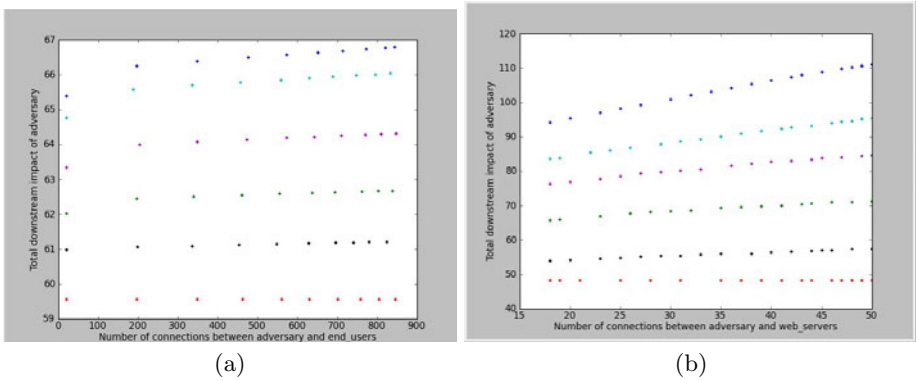 67
66
65
64
63
62
61
60
59
Total downstream impact of adversary
0 100 200 300 400 500 600 700 800 900
Number of connections between adversary and end_users
(a)
120
110
100
90
80
70
60
50
40
Total downstream impact of adversary
15 20 25 30 35 40 45 50
Number of connections between adversary and web_servers
(b)